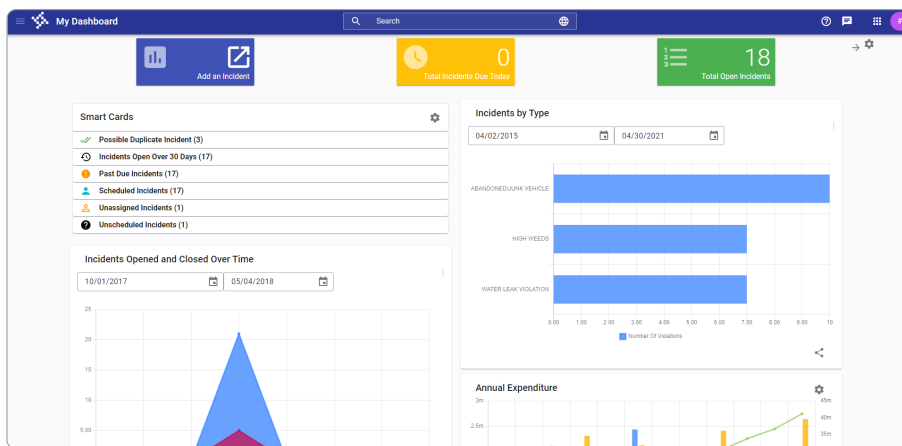 My Dashboard
Search
#
Add an Incident
0
Total Incidents Due Today
1
2
3
18
Total Open Incidents
Smart Cards
Possible Duplicate Incident (3)
Incidents Open Over 30 Days (17)
Past Due Incidents (17)
Scheduled Incidents (17)
Unassigned Incidents (1)
Unscheduled Incidents (1)
Incidents by Type
04/02/2015
04/30/2021
ABANDONED/JUNK VEHICLE
HIGH WEEDS
WATER LEAK VIOLATION
0.00 1.00 2.00 3.00 4.00 5.00 6.00 7.00 8.00 9.00 10
Number Of Violations
Incidents Opened and Closed Over Time
10/01/2017
05/04/2018
25
20
15
10
5.00
Annual Expenditure
3m
2.5m
45m
40m
35m